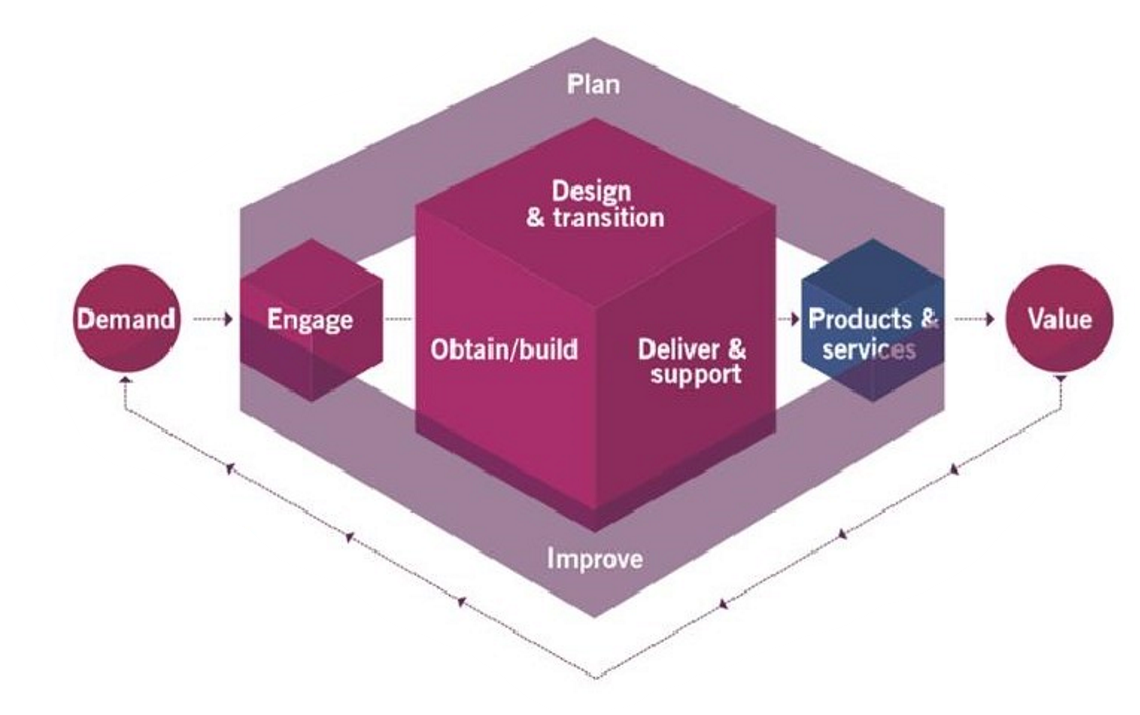 Plan
Design
& transition
Demand
Engage
Obtain/build
Deliver &
support
Products &
services
Value
Improve